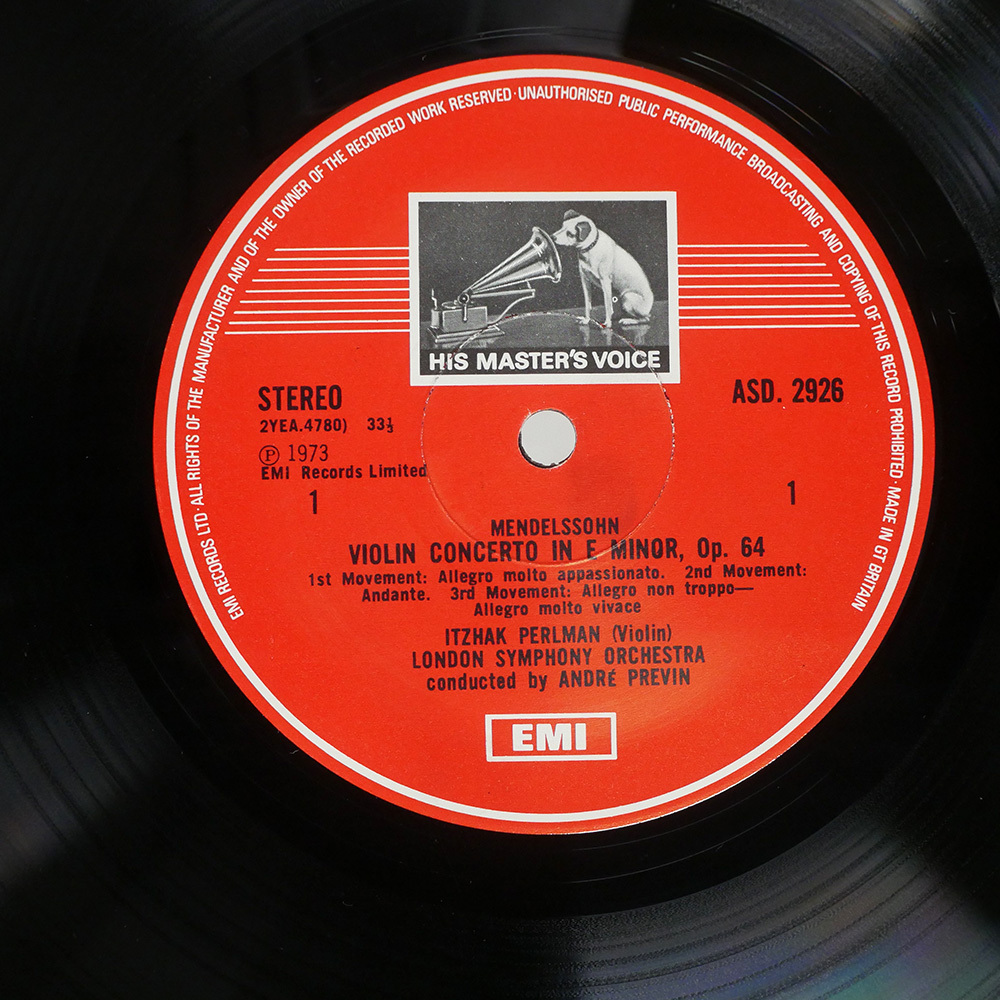 EMI RECORDS LTD · ALL RIGHTS OF THE MANUFACTURER AND OF THE OWNER OF THE RECORDED WORK RESERVED · UNAUTHORISED PUBLIC PERFORMANCE BROADCASTING AND COPYING OF THIS RECORD PROHIBITED · MADE IN GT BRITAIN
HIS MASTER'S VOICE
STEREO
2YEA.4780) 33⅓
℗ 1973
EMI Records Limited
1
ASD. 2926
1
MENDELSSOHN
VIOLIN CONCERTO IN E MINOR, Op. 64
1st Movement: Allegro molto appassionato. 2nd Movement:
Andante. 3rd Movement: Allegro non troppo—
Allegro molto vivace
ITZHAK PERLMAN (Violin)
LONDON SYMPHONY ORCHESTRA
conducted by ANDRÉ PREVIN
EMI